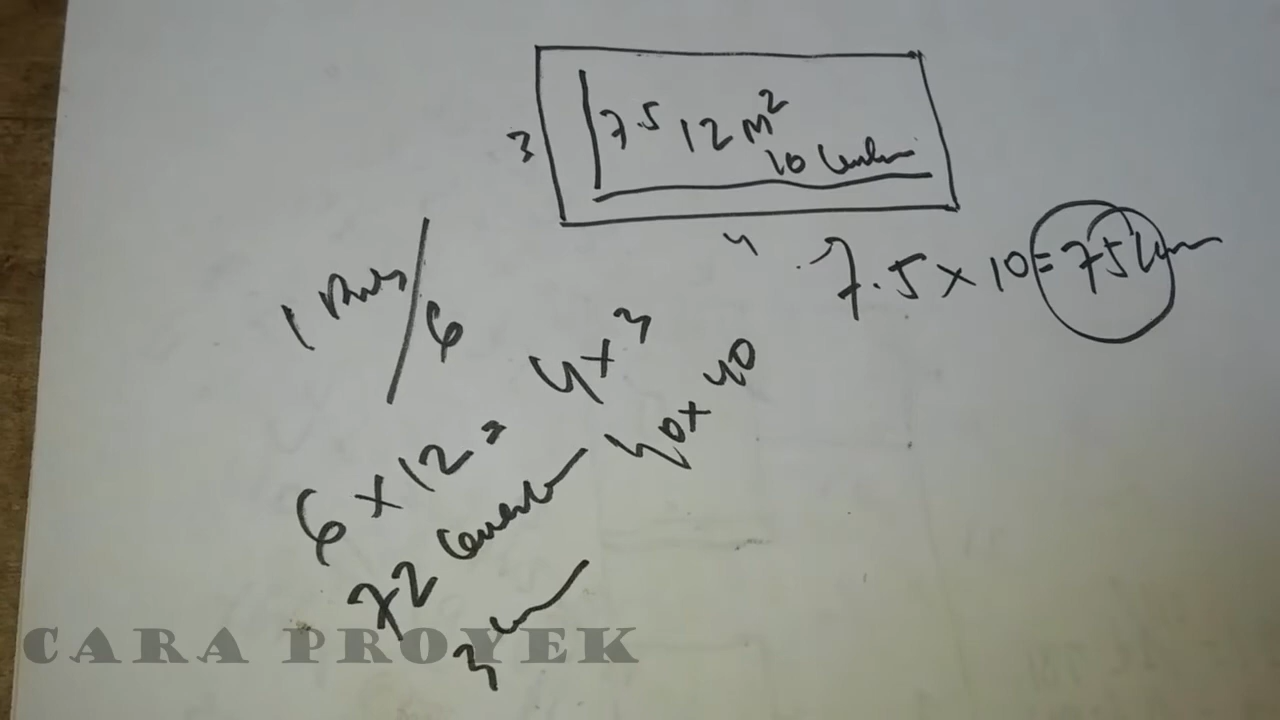 3
7.5 12 m²
10
4
7.5 x 10 = 75
1 / 6
4 x 3
40 x 40
6 x 12 =
72
3
CARA PROYEK